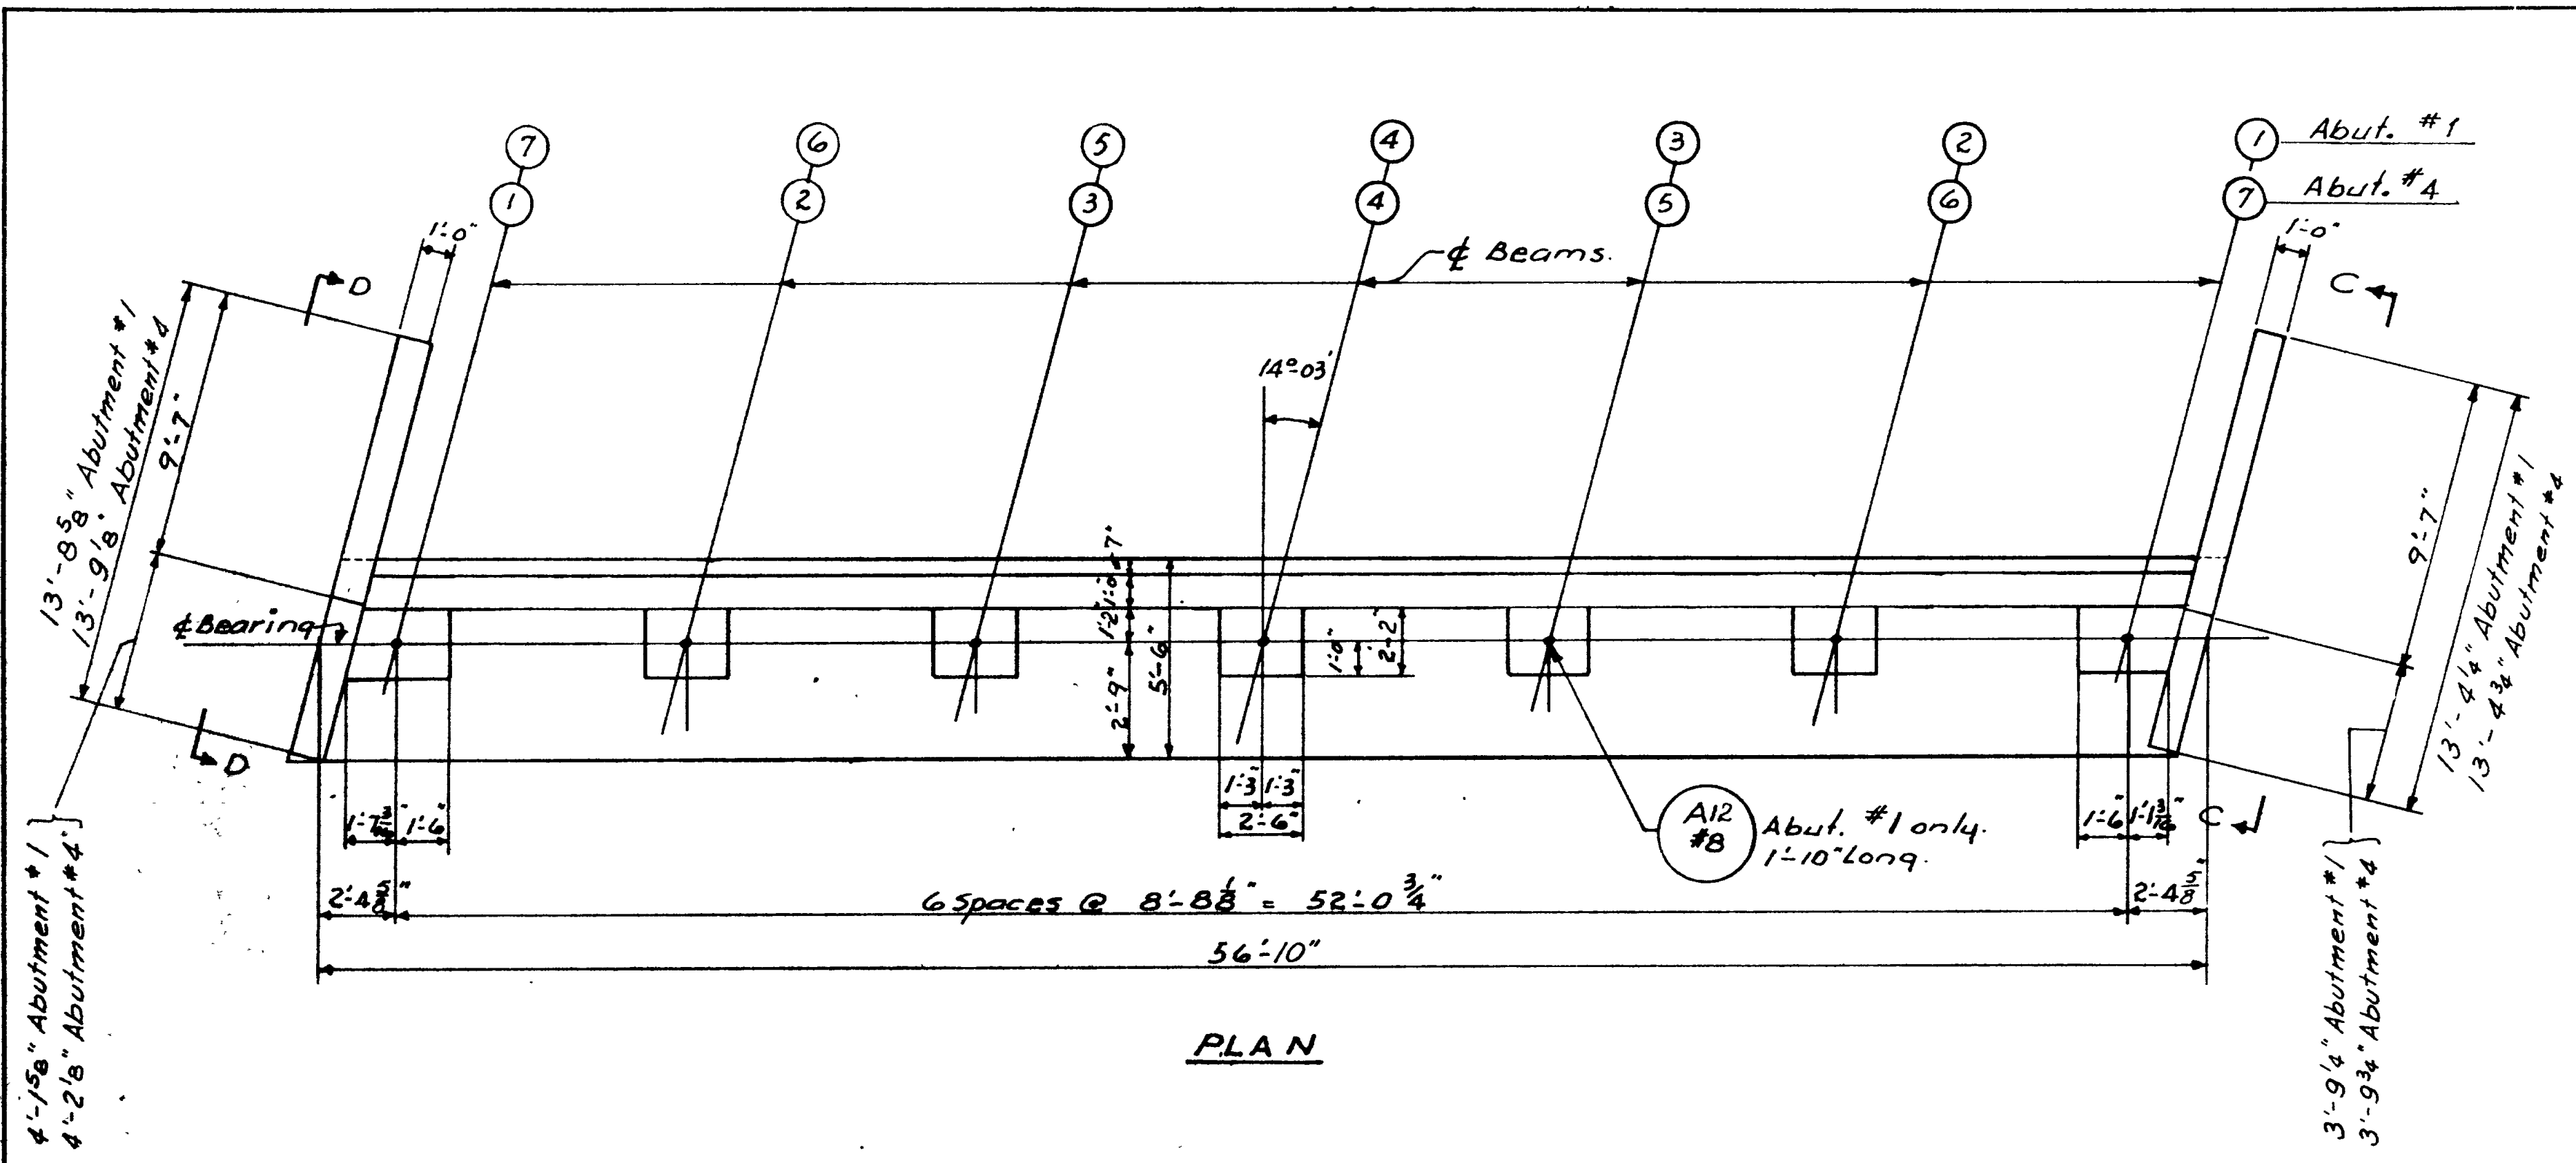 7 6 5 4 3 2 1 Abut. #1
1 2 3 4 5 6 7 Abut. #4
1'-0"
1'-0"
D
C
₵ Beams.
14°-03'
13'-8 5/8" Abutment #1
13'-9 1/8" Abutment #4
9'-7"
9'-7"
13'-4 1/4" Abutment #1
13'-4 3/4" Abutment #4
₵ Bearing
1'-0"
1'-2"
2'-9"
5'-6"
1'-0"
2'-2"
D
C
1'-6"
1'-3" 1'-3"
2'-6"
A12
#8
Abut. #1 only.
1'-10" Long.
1'-6" 1'-1 3/16"
2'-4 5/8"
6 Spaces @ 8'-8 1/8" = 52'-0 3/4"
2'-4 5/8"
56'-10"
4'-1 5/8" Abutment #1
4'-2 1/8" Abutment #4
3'-9 1/4" Abutment #1
3'-9 3/4" Abutment #4
PLAN